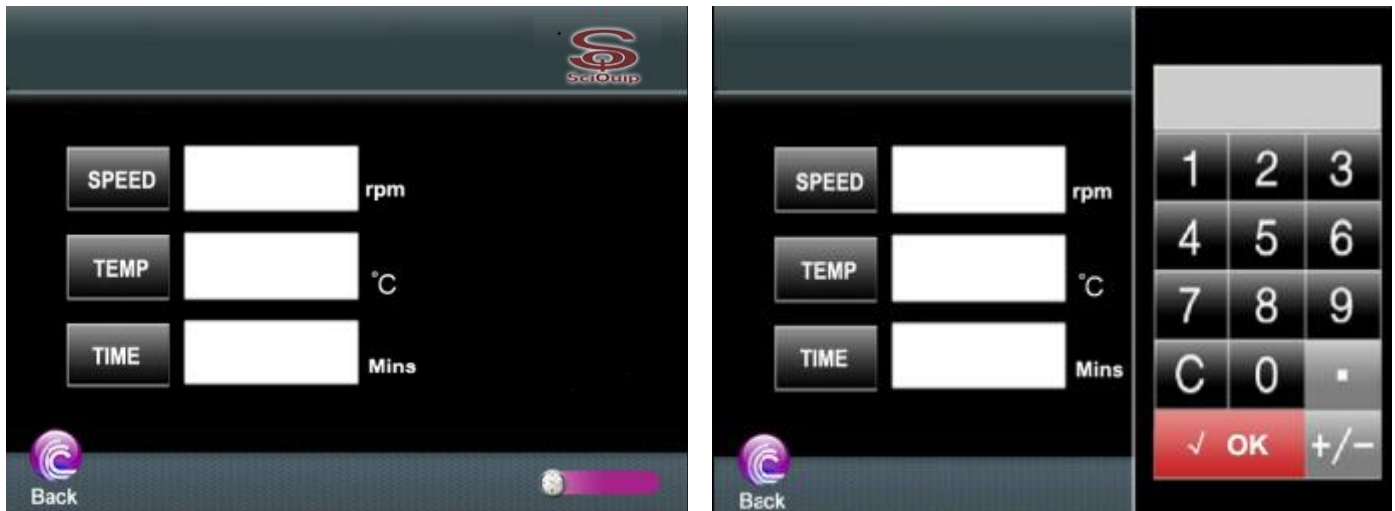 SciQuip
SPEED rpm
TEMP °C
TIME Mins
Back
SPEED rpm
TEMP °C
TIME Mins
Back
1 2 3
4 5 6
7 8 9
C 0 .
√ OK +/−